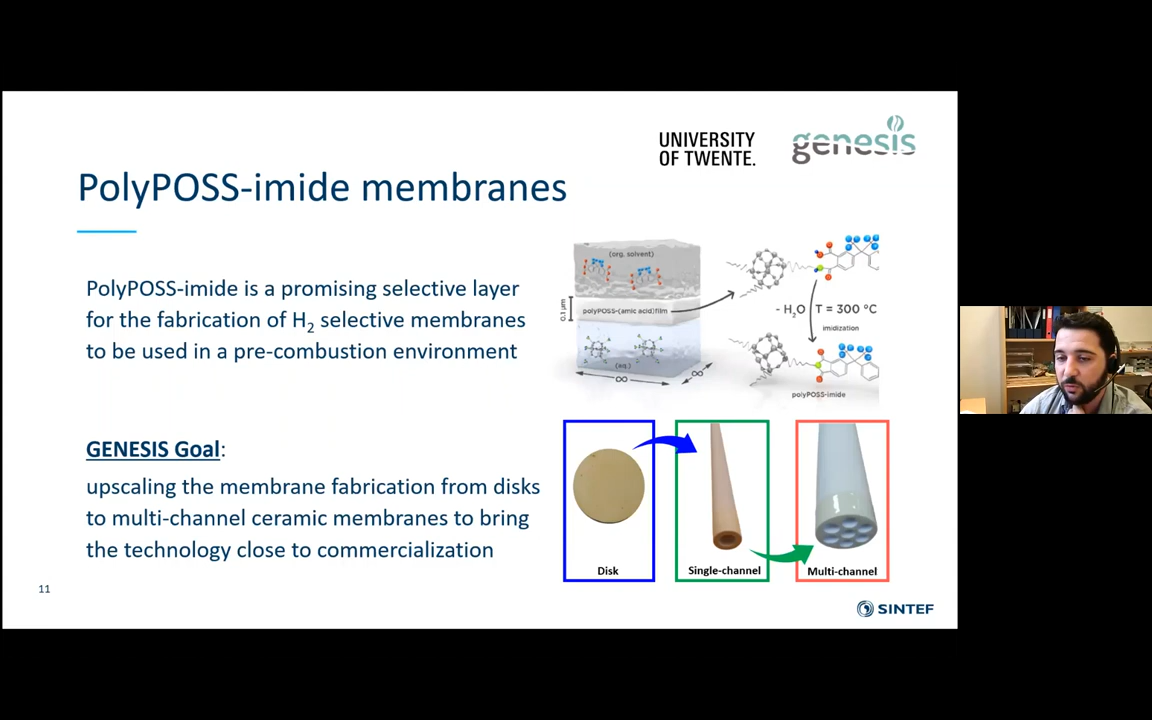 UNIVERSITY
OF TWENTE.
genesis
PolyPOSS-imide membranes
PolyPOSS-imide is a promising selective layer
for the fabrication of H2 selective membranes
to be used in a pre-combustion environment
GENESIS Goal:
upscaling the membrane fabrication from disks
to multi-channel ceramic membranes to bring
the technology close to commercialization
(org. solvent)
0.1 μm
polyPOSS-(amic acid)film
(aq.)
∞
∞
- H2O
T = 300 °C
imidization
polyPOSS-imide
Disk
Single-channel
Multi-channel
11
SINTEF